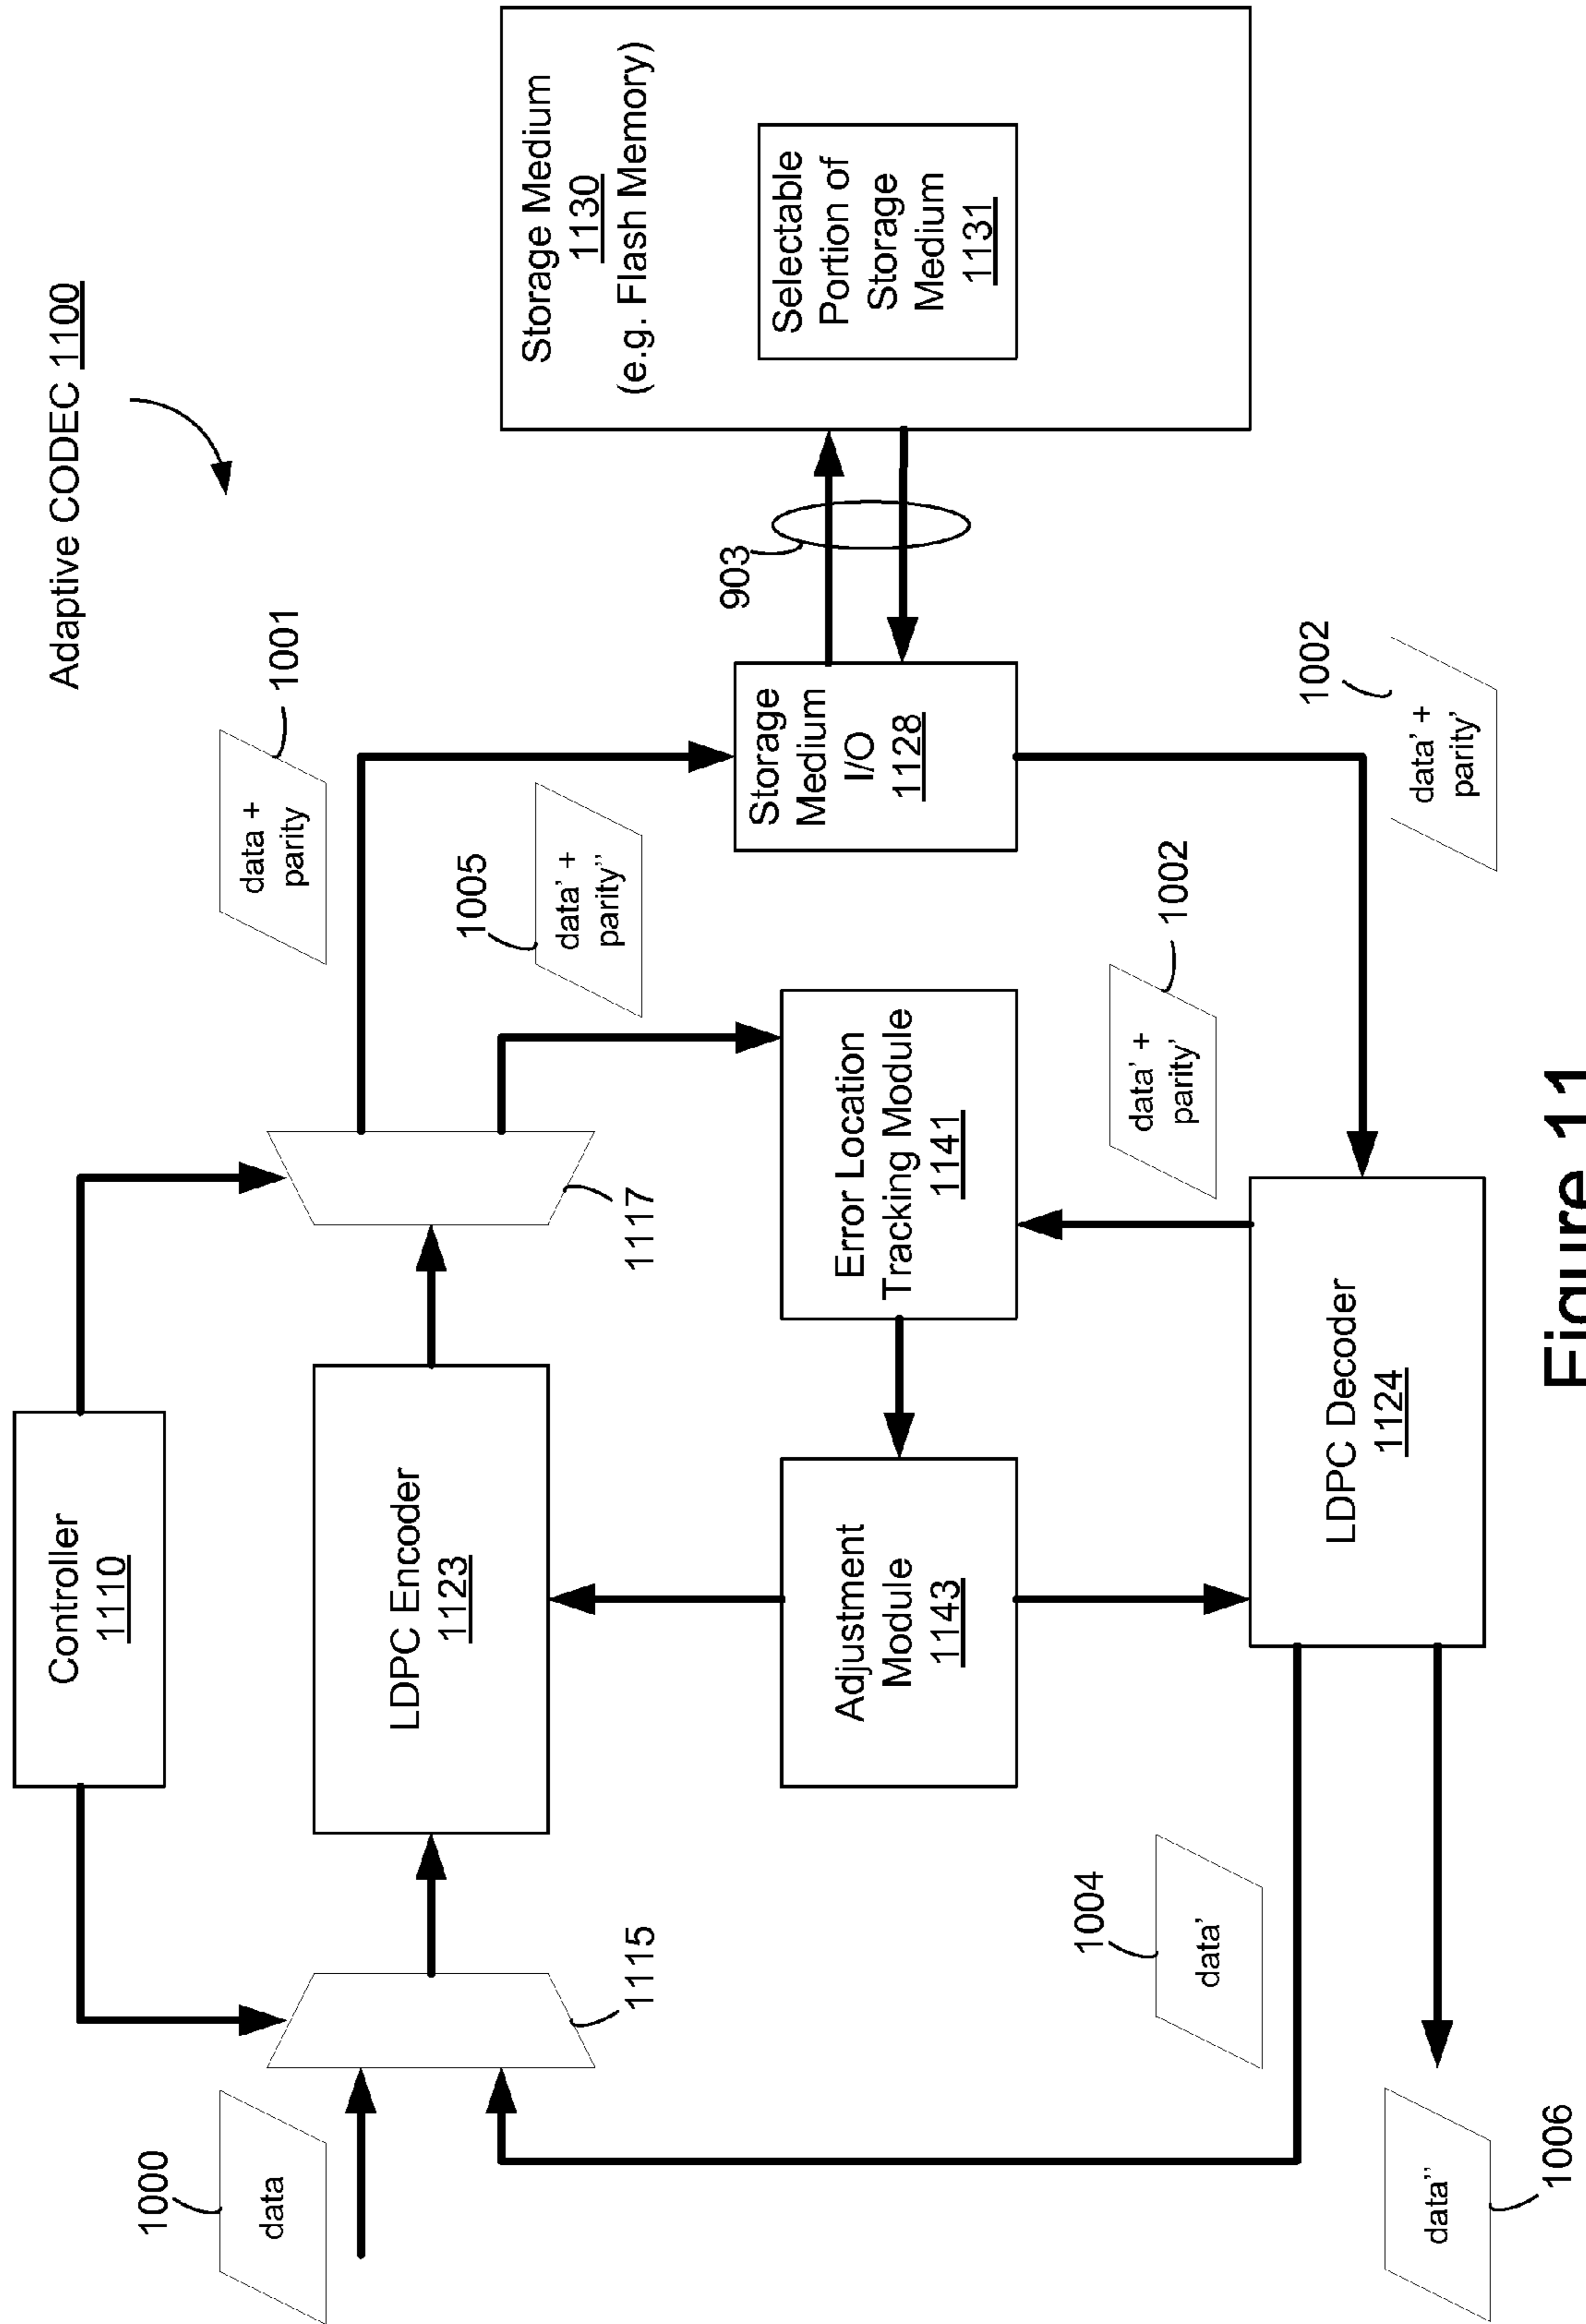 Adaptive CODEC 1100
Controller
1110
1000
data
1115
LDPC Encoder
1123
1117
data +
parity
1001
1005
data' +
parity"
Adjustment
Module
1143
Error Location
Tracking Module
1141
Storage
Medium
I/O
1128
903
Storage Medium
1130
(e.g. Flash Memory)
Selectable
Portion of
Storage
Medium
1131
1004
data'
data' +
parity'
1002
data' +
parity'
1002
LDPC Decoder
1124
data"
1006
Figure 11